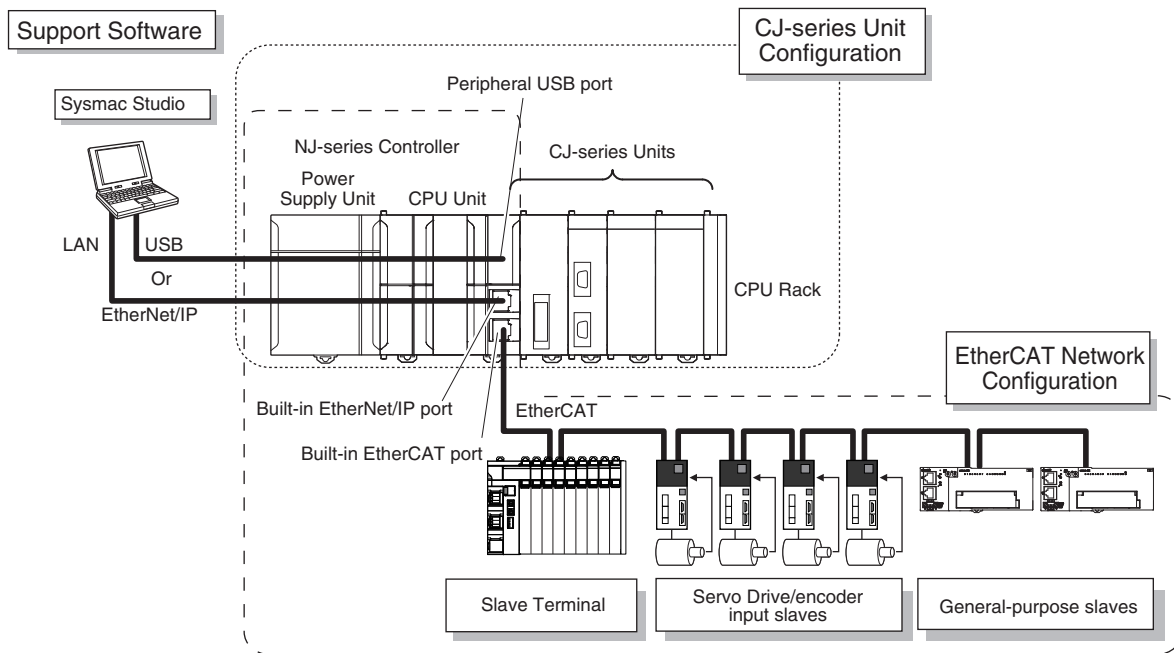 Support Software
CJ-series Unit
Configuration
Peripheral USB port
Sysmac Studio
NJ-series Controller
CJ-series Units
Power
Supply Unit
CPU Unit
LAN
USB
Or
EtherNet/IP
CPU Rack
EtherCAT Network
Configuration
Built-in EtherNet/IP port
EtherCAT
Built-in EtherCAT port
Slave Terminal
Servo Drive/encoder
input slaves
General-purpose slaves